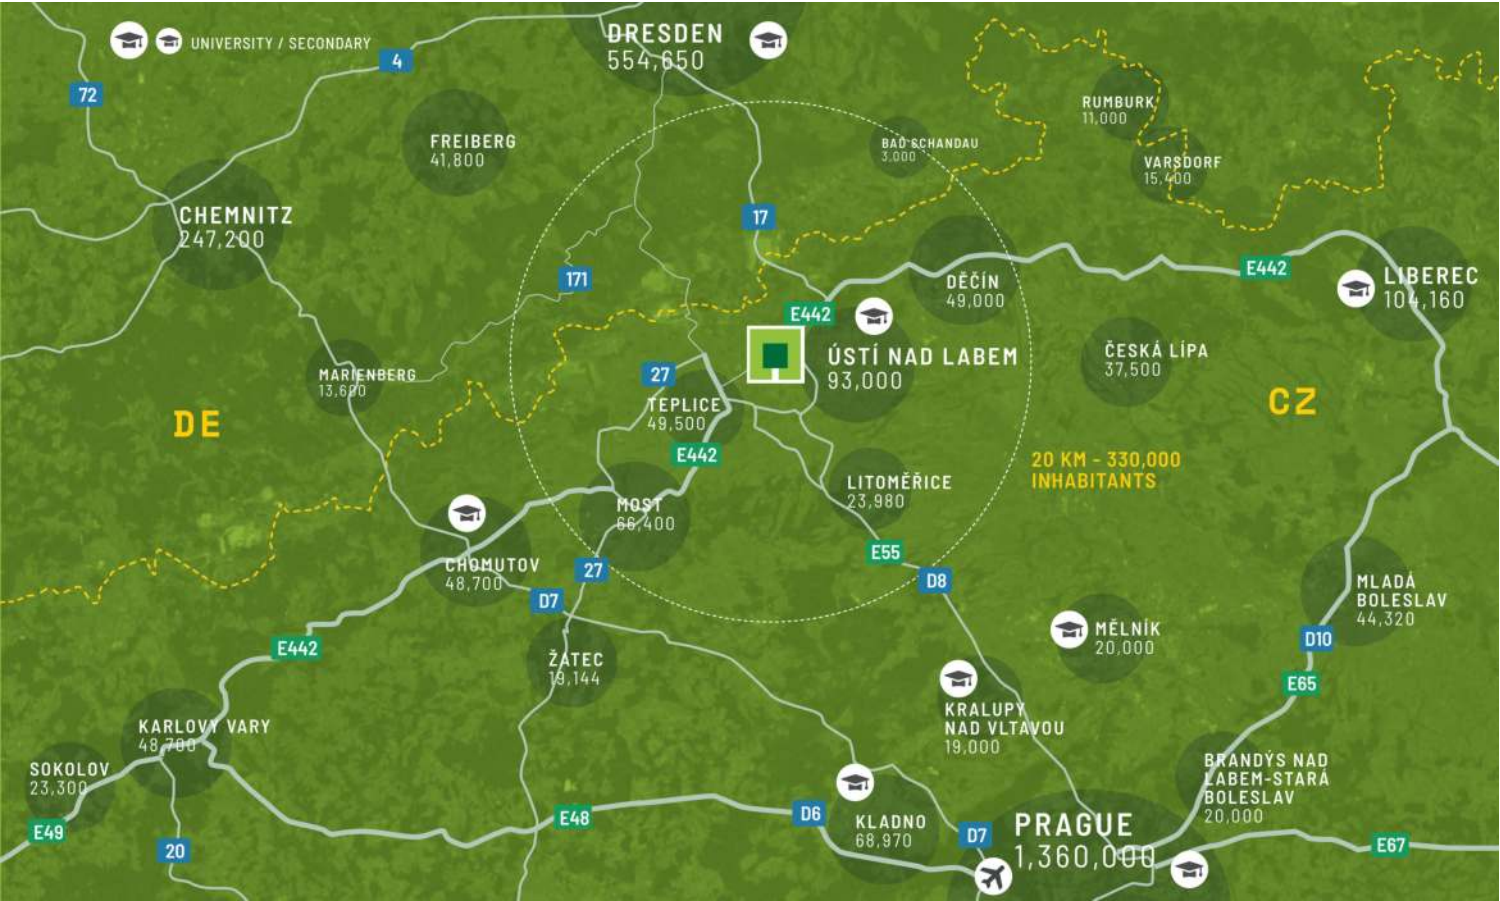 UNIVERSITY / SECONDARY
DRESDEN
554,650
4
72
RUMBURK
11,000
FREIBERG
41,800
BAD SCHANDAU
3,000
VARSDORF
15,400
CHEMNITZ
247,200
17
171
E442
LIBEREC
104,160
DĚČÍN
49,000
E442
ÚSTÍ NAD LABEM
93,000
ČESKÁ LÍPA
37,500
27
MARIENBERG
13,600
TEPLICE
49,500
DE
CZ
E442
20 KM - 330,000
INHABITANTS
LITOMĚŘICE
23,980
MOST
66,400
E55
CHOMUTOV
48,700
27
D8
D7
MLADÁ
BOLESLAV
44,320
MĚLNÍK
20,000
D10
E442
ŽATEC
19,144
E65
KRALUPY
NAD VLTAVOU
19,000
KARLOVY VARY
48,700
SOKOLOV
23,300
BRANDÝS NAD
LABEM-STARÁ
BOLESLAV
20,000
E49
20
E48
D6
KLADNO
68,970
D7
PRAGUE
1,360,000
E67